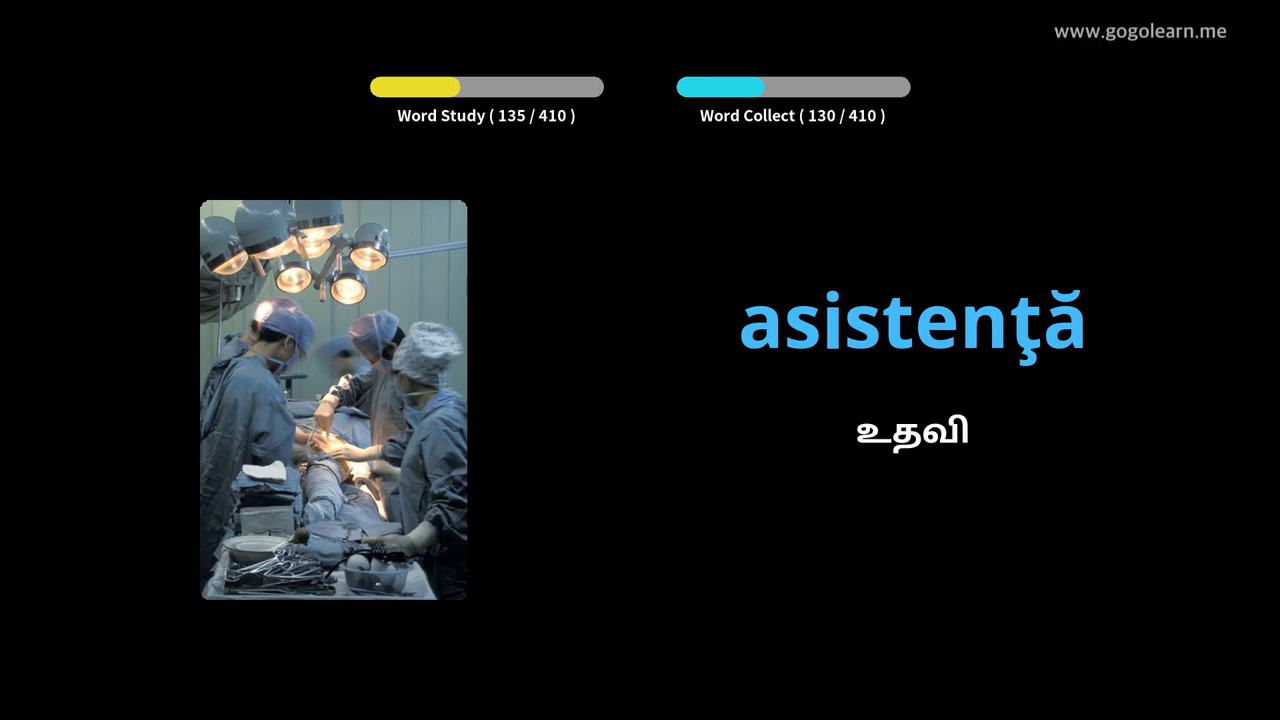 www.gogolearn.me
Word Study ( 135 / 410 )
Word Collect ( 130 / 410 )
asistenţă
உதவி